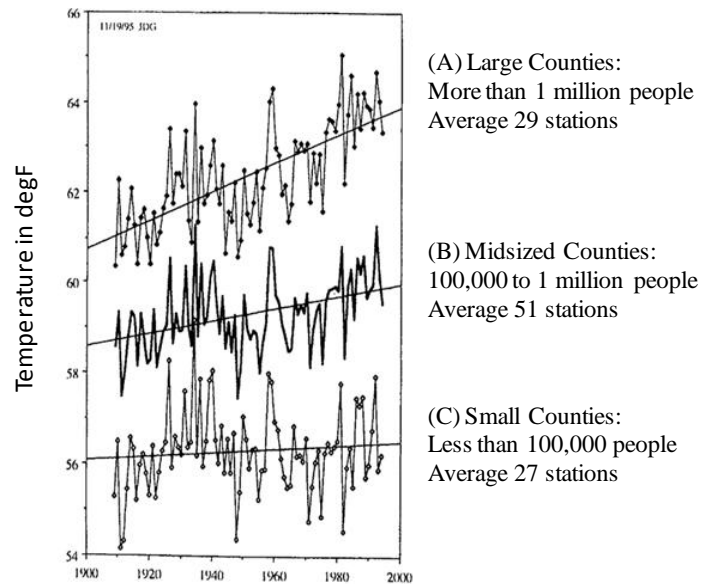 66
64
62
60
58
56
54
11/19/95 JDG
Temperature in degF
1900
1920
1940
1960
1980
2000
(A) Large Counties:
More than 1 million people
Average 29 stations
(B) Midsized Counties:
100,000 to 1 million people
Average 51 stations
(C) Small Counties:
Less than 100,000 people
Average 27 stations